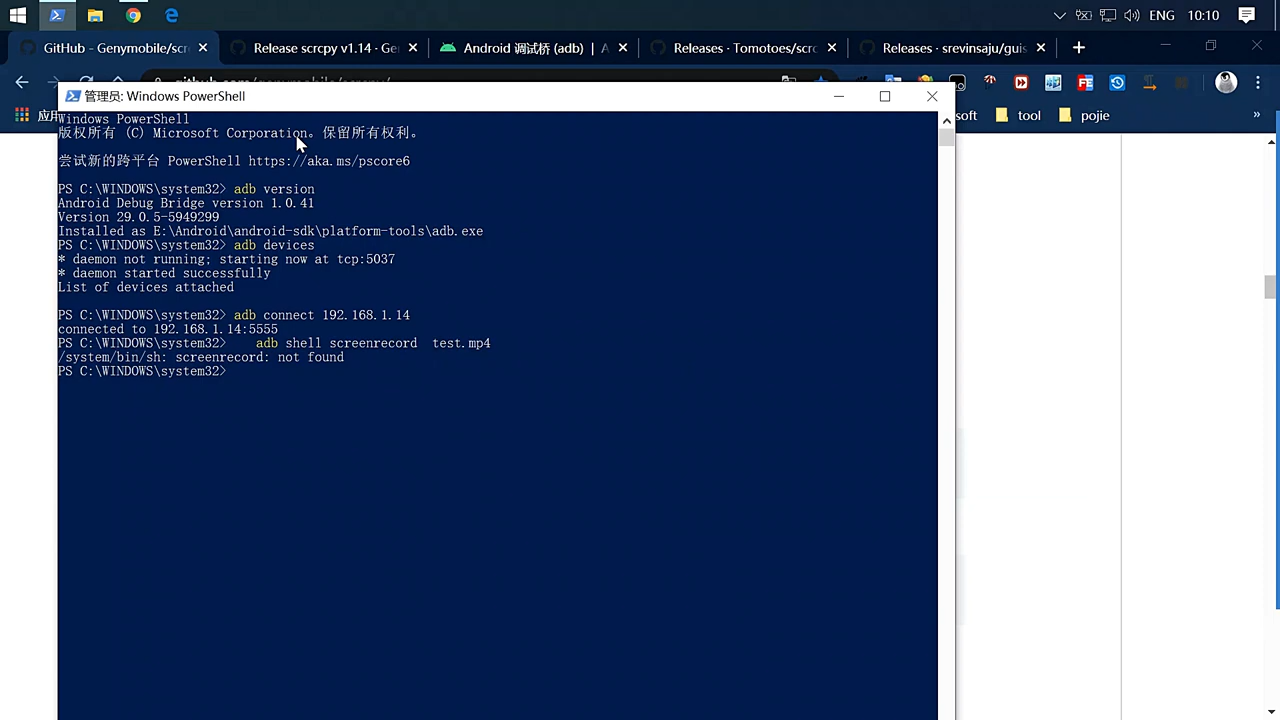 ENG 10:10
GitHub - Genymobile/scr
Release scrcpy v1.14 · Ge
Android 调试桥 (adb) | A
Releases · Tomotoes/scrc
Releases · srevinsaju/guis
管理员: Windows PowerShell
soft
tool
pojie
Windows PowerShell
版权所有 (C) Microsoft Corporation。保留所有权利。
尝试新的跨平台 PowerShell https://aka.ms/pscore6
PS C:\WINDOWS\system32> adb version
Android Debug Bridge version 1.0.41
Version 29.0.5-5949299
Installed as E:\Android\android-sdk\platform-tools\adb.exe
PS C:\WINDOWS\system32> adb devices
* daemon not running; starting now at tcp:5037
* daemon started successfully
List of devices attached
PS C:\WINDOWS\system32> adb connect 192.168.1.14
connected to 192.168.1.14:5555
PS C:\WINDOWS\system32>    adb shell screenrecord  test.mp4
/system/bin/sh: screenrecord: not found
PS C:\WINDOWS\system32>